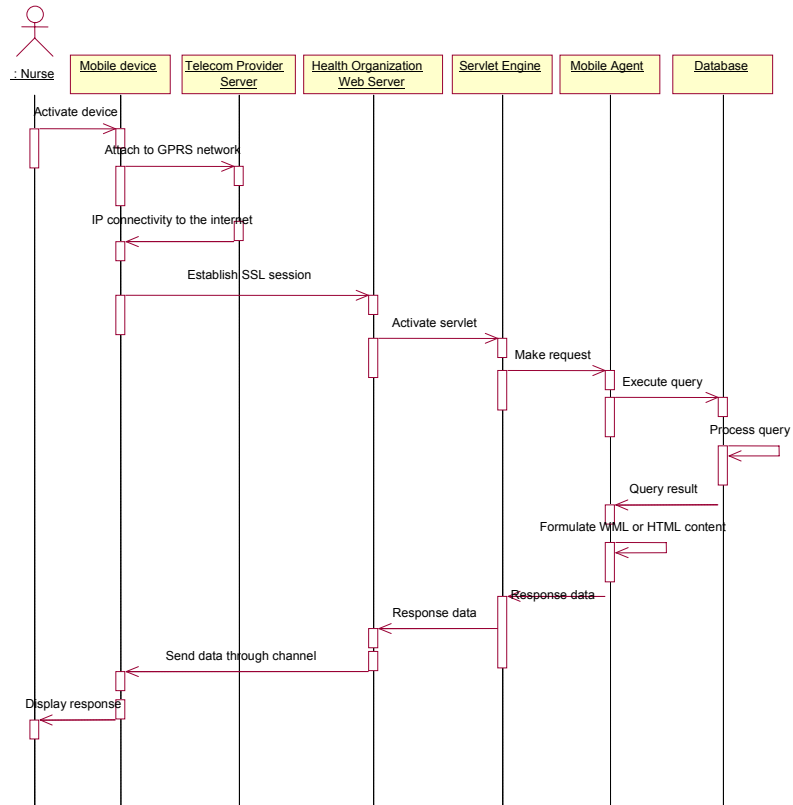 : Nurse
Mobile device
Telecom Provider
Server
Health Organization
Web Server
Servlet Engine
Mobile Agent
Database
Activate device
Attach to GPRS network
IP connectivity to the internet
Establish SSL session
Activate servlet
Make request
Execute query
Process query
Query result
Formulate WML or HTML content
Response data
Response data
Send data through channel
Display response